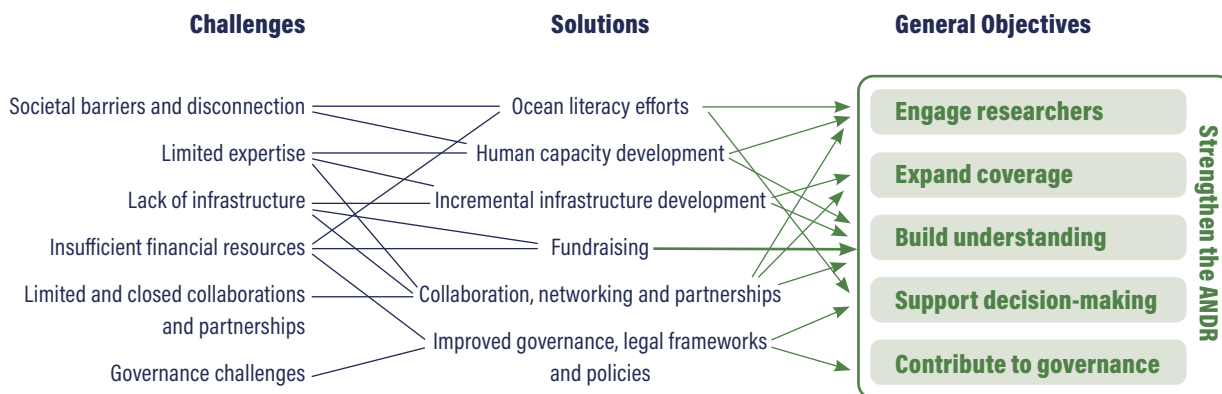 Challenges
Solutions
General Objectives
Societal barriers and disconnection
Limited expertise
Lack of infrastructure
Insufficient financial resources
Limited and closed collaborations
and partnerships
Governance challenges
Ocean literacy efforts
Human capacity development
Incremental infrastructure development
Fundraising
Collaboration, networking and partnerships
Improved governance, legal frameworks
and policies
Engage researchers
Expand coverage
Build understanding
Support decision-making
Contribute to governance
Strengthen the ANDR